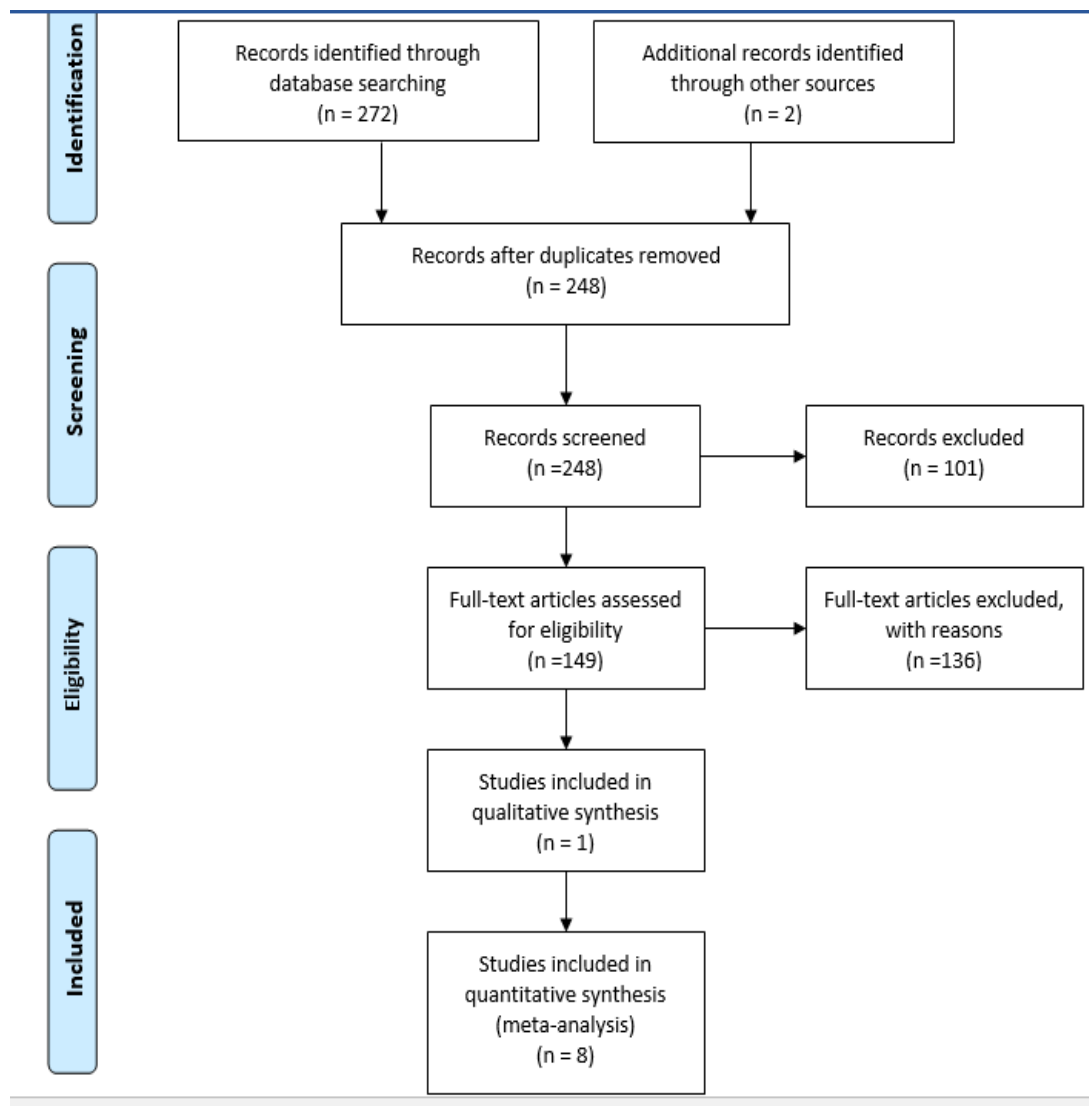 Identification
Records identified through
database searching
(n = 272)
Additional records identified
through other sources
(n = 2)
Records after duplicates removed
(n = 248)
Screening
Records screened
(n =248)
Records excluded
(n = 101)
Eligibility
Full-text articles assessed
for eligibility
(n =149)
Full-text articles excluded,
with reasons
(n =136)
Studies included in
qualitative synthesis
(n = 1)
Included
Studies included in
quantitative synthesis
(meta-analysis)
(n = 8)